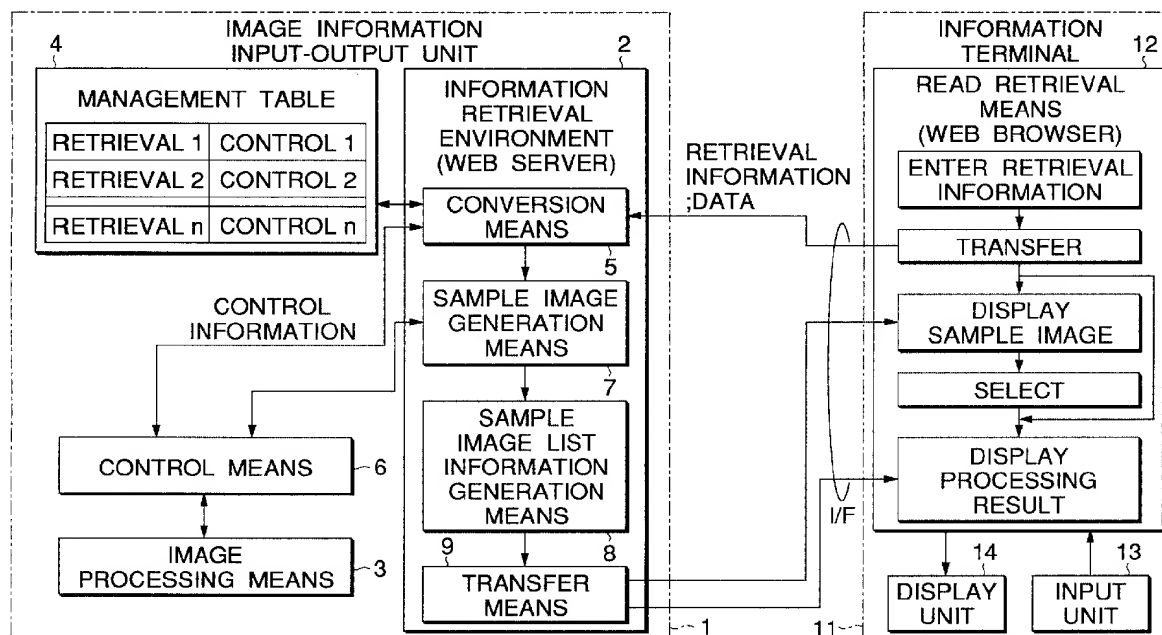 IMAGE INFORMATION
INPUT-OUTPUT UNIT
4
MANAGEMENT TABLE
RETRIEVAL 1 CONTROL 1
RETRIEVAL 2 CONTROL 2
RETRIEVAL n CONTROL n
2
INFORMATION
RETRIEVAL
ENVIRONMENT
(WEB SERVER)
CONVERSION
MEANS
5
SAMPLE IMAGE
GENERATION
MEANS
7
SAMPLE
IMAGE LIST
INFORMATION
GENERATION
MEANS
8
9
TRANSFER
MEANS
CONTROL
INFORMATION
CONTROL MEANS
6
IMAGE
PROCESSING MEANS
3
1
RETRIEVAL
INFORMATION
;DATA
I/F
INFORMATION
TERMINAL
12
READ RETRIEVAL
MEANS
(WEB BROWSER)
ENTER RETRIEVAL
INFORMATION
TRANSFER
DISPLAY
SAMPLE IMAGE
SELECT
DISPLAY
PROCESSING
RESULT
14
DISPLAY
UNIT
13
INPUT
UNIT
11